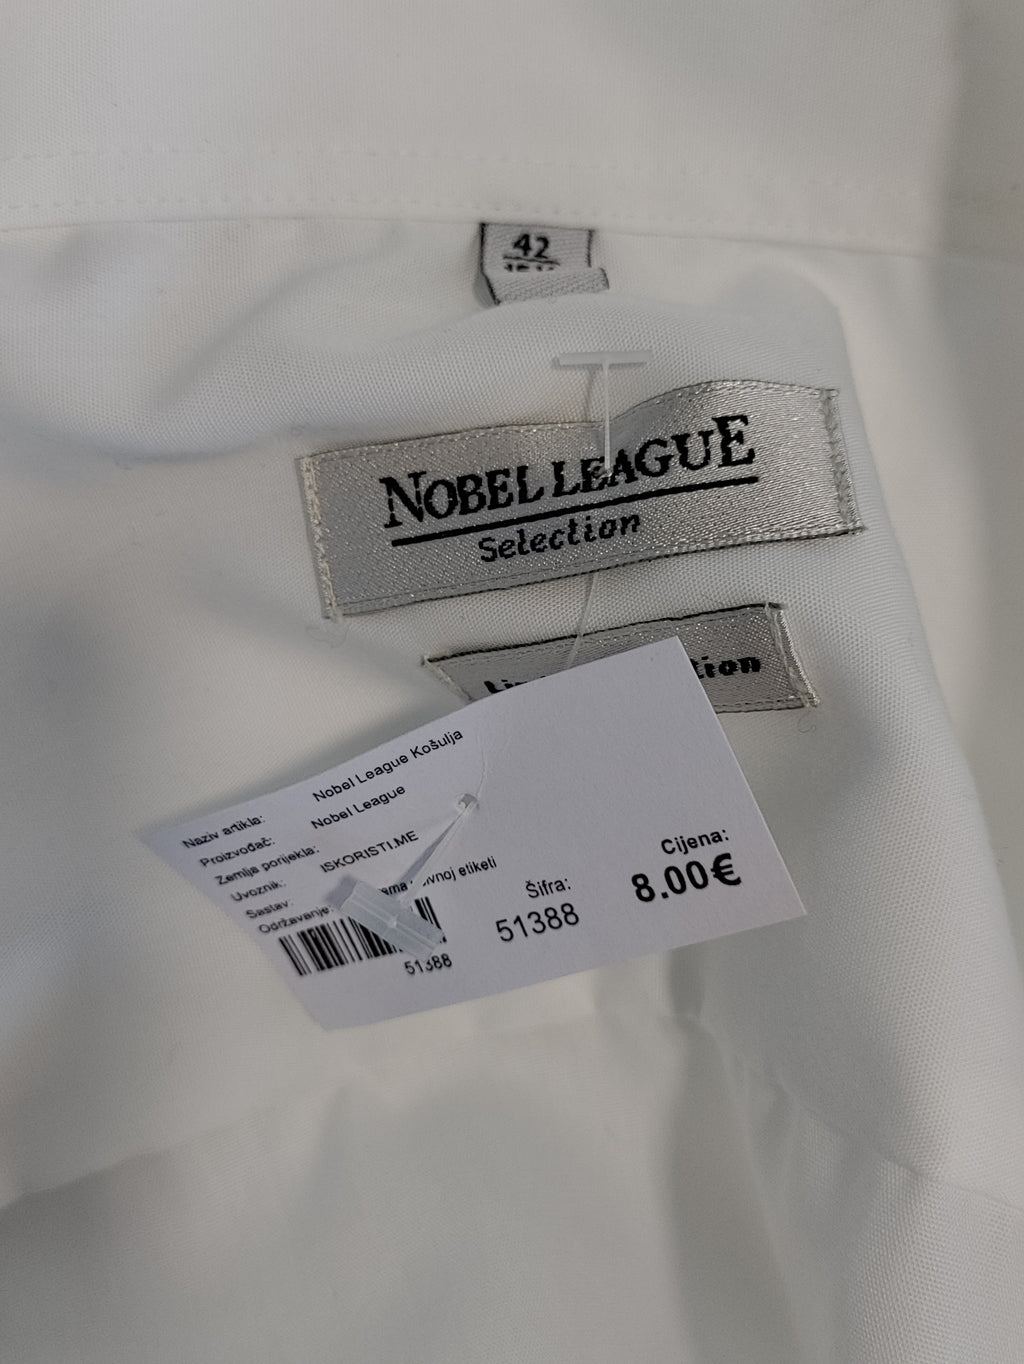 42
NOBEL LEAGUE
Selection
Naziv artikla: Nobel League Košulja
Proizvođač: Nobel League
Zemlja porijekla:
Uvoznik: ISKORISTI.ME
Sastav:
Održavanje: etiketi
51388
Šifra:
51388
Cijena:
8.00€